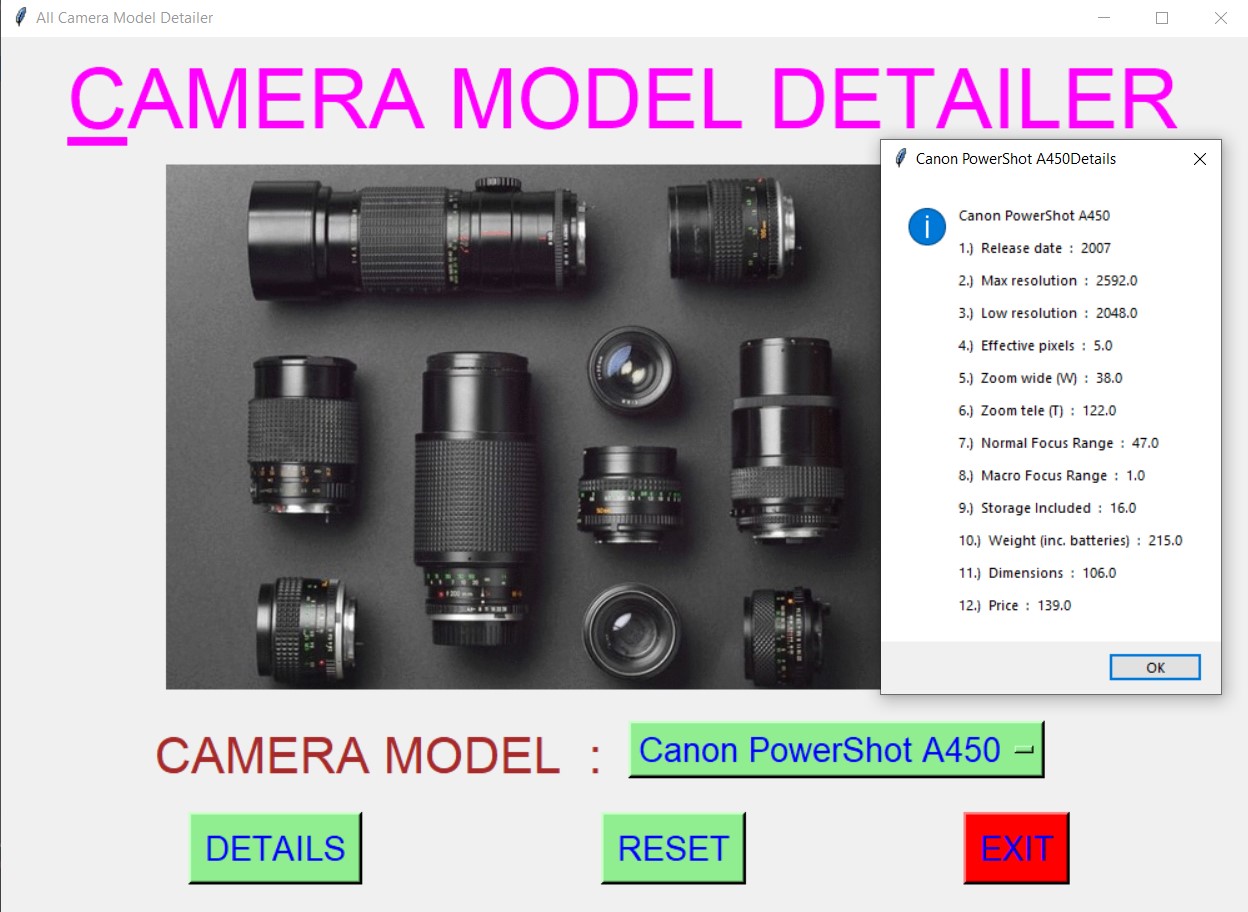 All Camera Model Detailer
CAMERA MODEL DETAILER
Canon PowerShot A450Details
Canon PowerShot A450
1.) Release date : 2007
2.) Max resolution : 2592.0
3.) Low resolution : 2048.0
4.) Effective pixels : 5.0
5.) Zoom wide (W) : 38.0
6.) Zoom tele (T) : 122.0
7.) Normal Focus Range : 47.0
8.) Macro Focus Range : 1.0
9.) Storage Included : 16.0
10.) Weight (inc. batteries) : 215.0
11.) Dimensions : 106.0
12.) Price : 139.0
OK
CAMERA MODEL : Canon PowerShot A450
DETAILS RESET EXIT